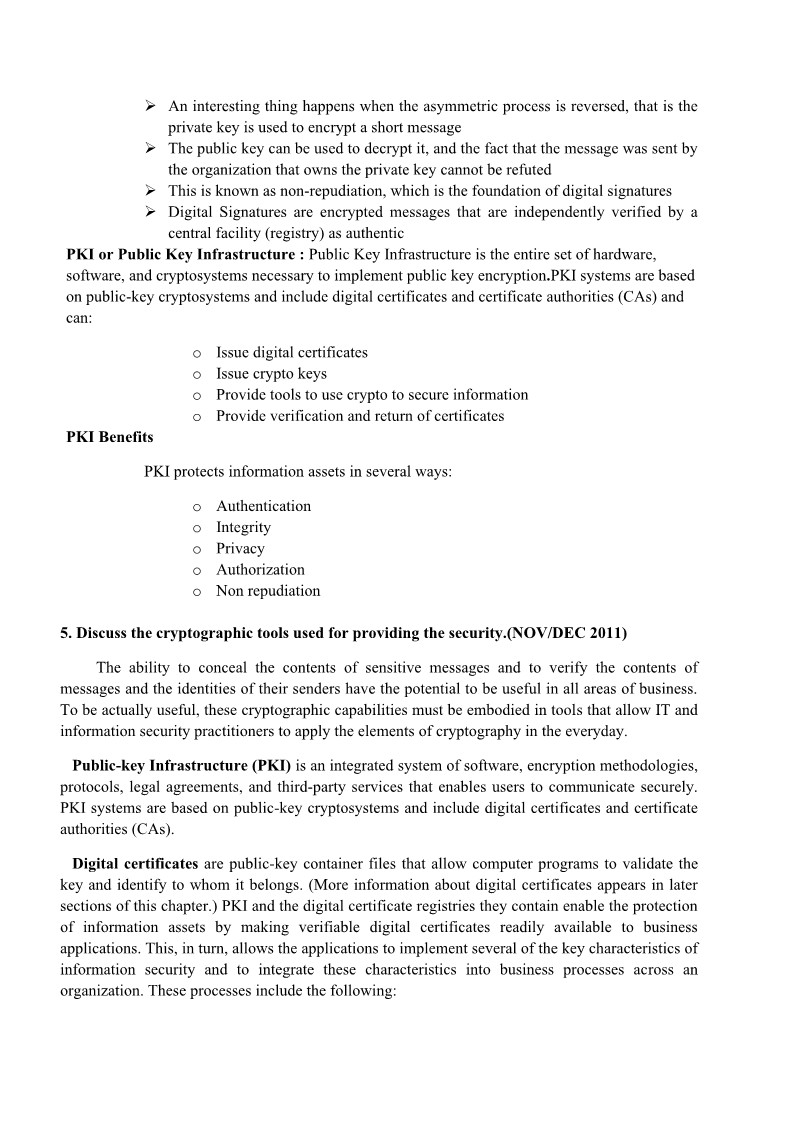 ➢ An interesting thing happens when the asymmetric process is reversed, that is the
private key is used to encrypt a short message
➢ The public key can be used to decrypt it, and the fact that the message was sent by
the organization that owns the private key cannot be refuted
➢ This is known as non-repudiation, which is the foundation of digital signatures
➢ Digital Signatures are encrypted messages that are independently verified by a
central facility (registry) as authentic
PKI or Public Key Infrastructure : Public Key Infrastructure is the entire set of hardware,
software, and cryptosystems necessary to implement public key encryption.PKI systems are based
on public-key cryptosystems and include digital certificates and certificate authorities (CAs) and
can:
o Issue digital certificates
o Issue crypto keys
o Provide tools to use crypto to secure information
o Provide verification and return of certificates
PKI Benefits
PKI protects information assets in several ways:
o Authentication
o Integrity
o Privacy
o Authorization
o Non repudiation
5. Discuss the cryptographic tools used for providing the security.(NOV/DEC 2011)
The ability to conceal the contents of sensitive messages and to verify the contents of
messages and the identities of their senders have the potential to be useful in all areas of business.
To be actually useful, these cryptographic capabilities must be embodied in tools that allow IT and
information security practitioners to apply the elements of cryptography in the everyday.
Public-key Infrastructure (PKI) is an integrated system of software, encryption methodologies,
protocols, legal agreements, and third-party services that enables users to communicate securely.
PKI systems are based on public-key cryptosystems and include digital certificates and certificate
authorities (CAs).
Digital certificates are public-key container files that allow computer programs to validate the
key and identify to whom it belongs. (More information about digital certificates appears in later
sections of this chapter.) PKI and the digital certificate registries they contain enable the protection
of information assets by making verifiable digital certificates readily available to business
applications. This, in turn, allows the applications to implement several of the key characteristics of
information security and to integrate these characteristics into business processes across an
organization. These processes include the following: